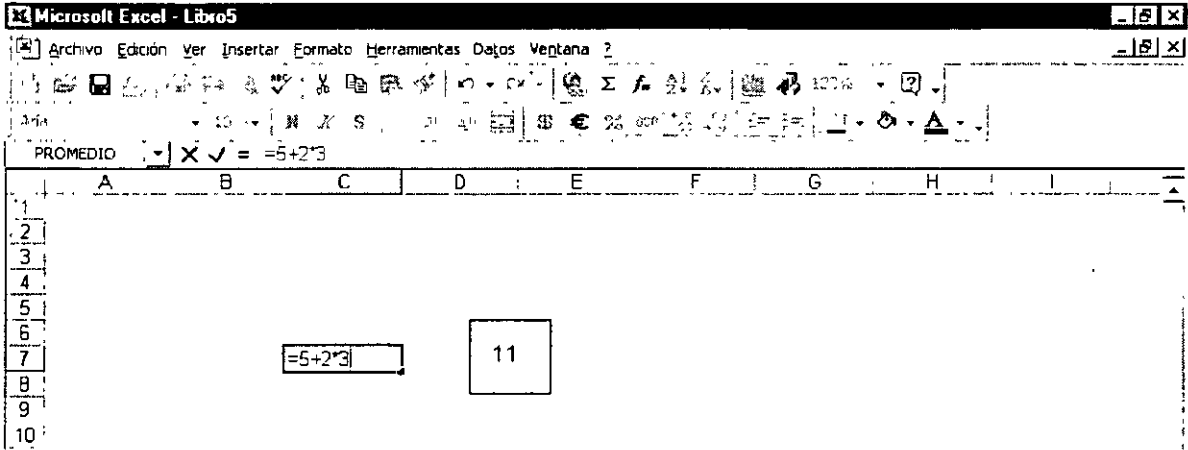 Microsoft Excel - Libro5
Archivo Edición Ver Insertar Formato Herramientas Datos Ventana ?
Σ
N S $ € %
PROMEDIO = =5+2*3
A B C D E F G H I
1
2
3
4
5
6
7 =5+2*3 11
8
9
10